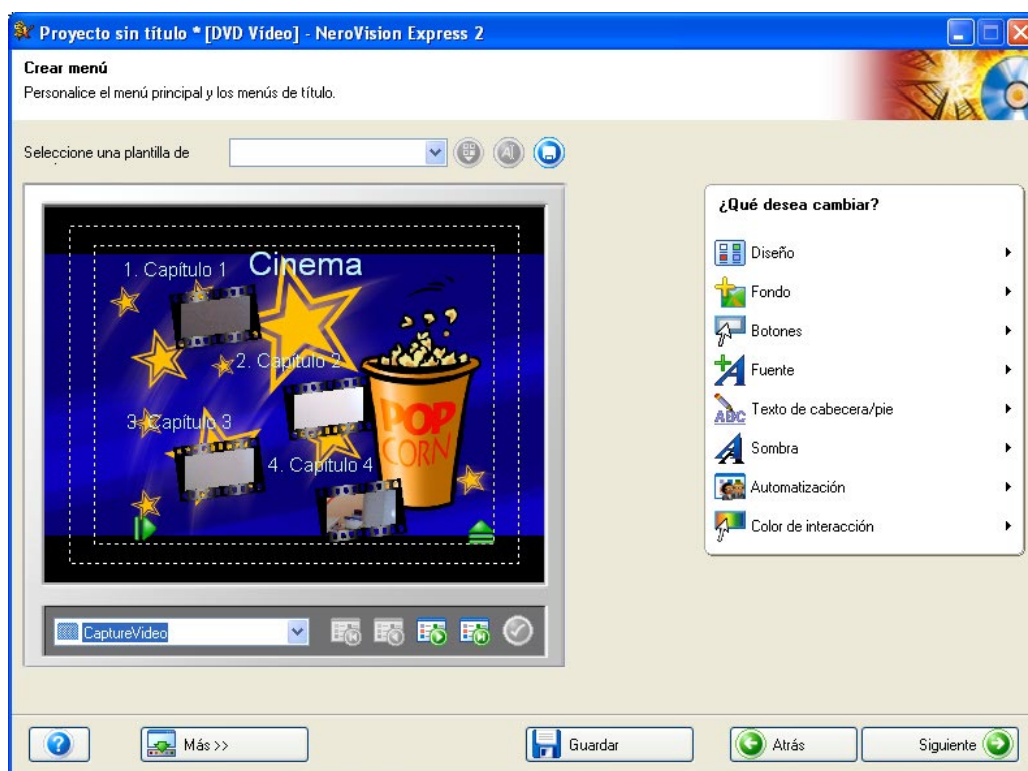 Proyecto sin título * [DVD Vídeo] - NeroVision Express 2
Crear menú
Personalice el menú principal y los menús de título.
Seleccione una plantilla de
Cinema
1. Capítulo 1
2. Capítulo 2
3. Capítulo 3
4. Capítulo 4
POP
CORN
CaptureVideo
¿Qué desea cambiar?
Diseño
Fondo
Botones
Fuente
ABC
Texto de cabecera/pie
Sombra
Automatización
Color de interacción
Más >>
Guardar
Atrás
Siguiente